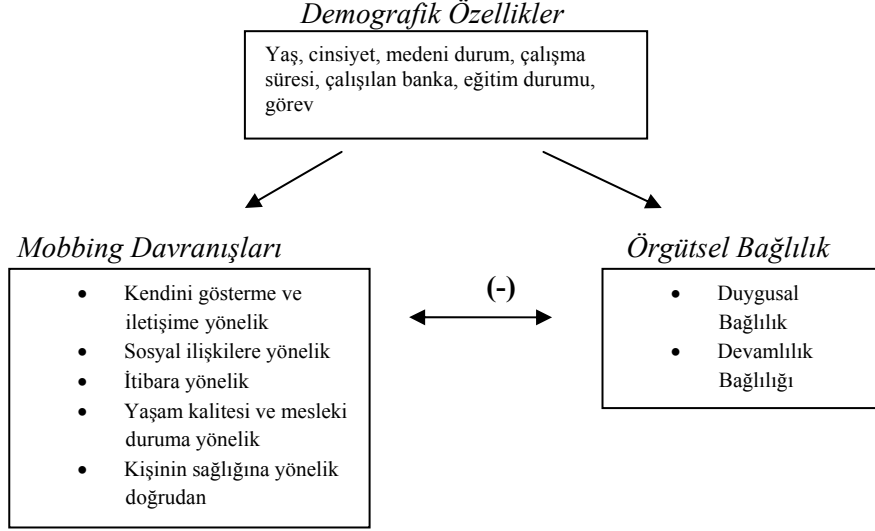 Demografik Özellikler
Yaş, cinsiyet, medeni durum, çalışma
süresi, çalışılan banka, eğitim durumu,
görev
Mobbing Davranışları
• Kendini gösterme ve
iletişime yönelik
• Sosyal ilişkilere yönelik
• İtibara yönelik
• Yaşam kalitesi ve mesleki
duruma yönelik
• Kişinin sağlığına yönelik
doğrudan
(-)
Örgütsel Bağlılık
• Duygusal
Bağlılık
• Devamlılık
Bağlılığı